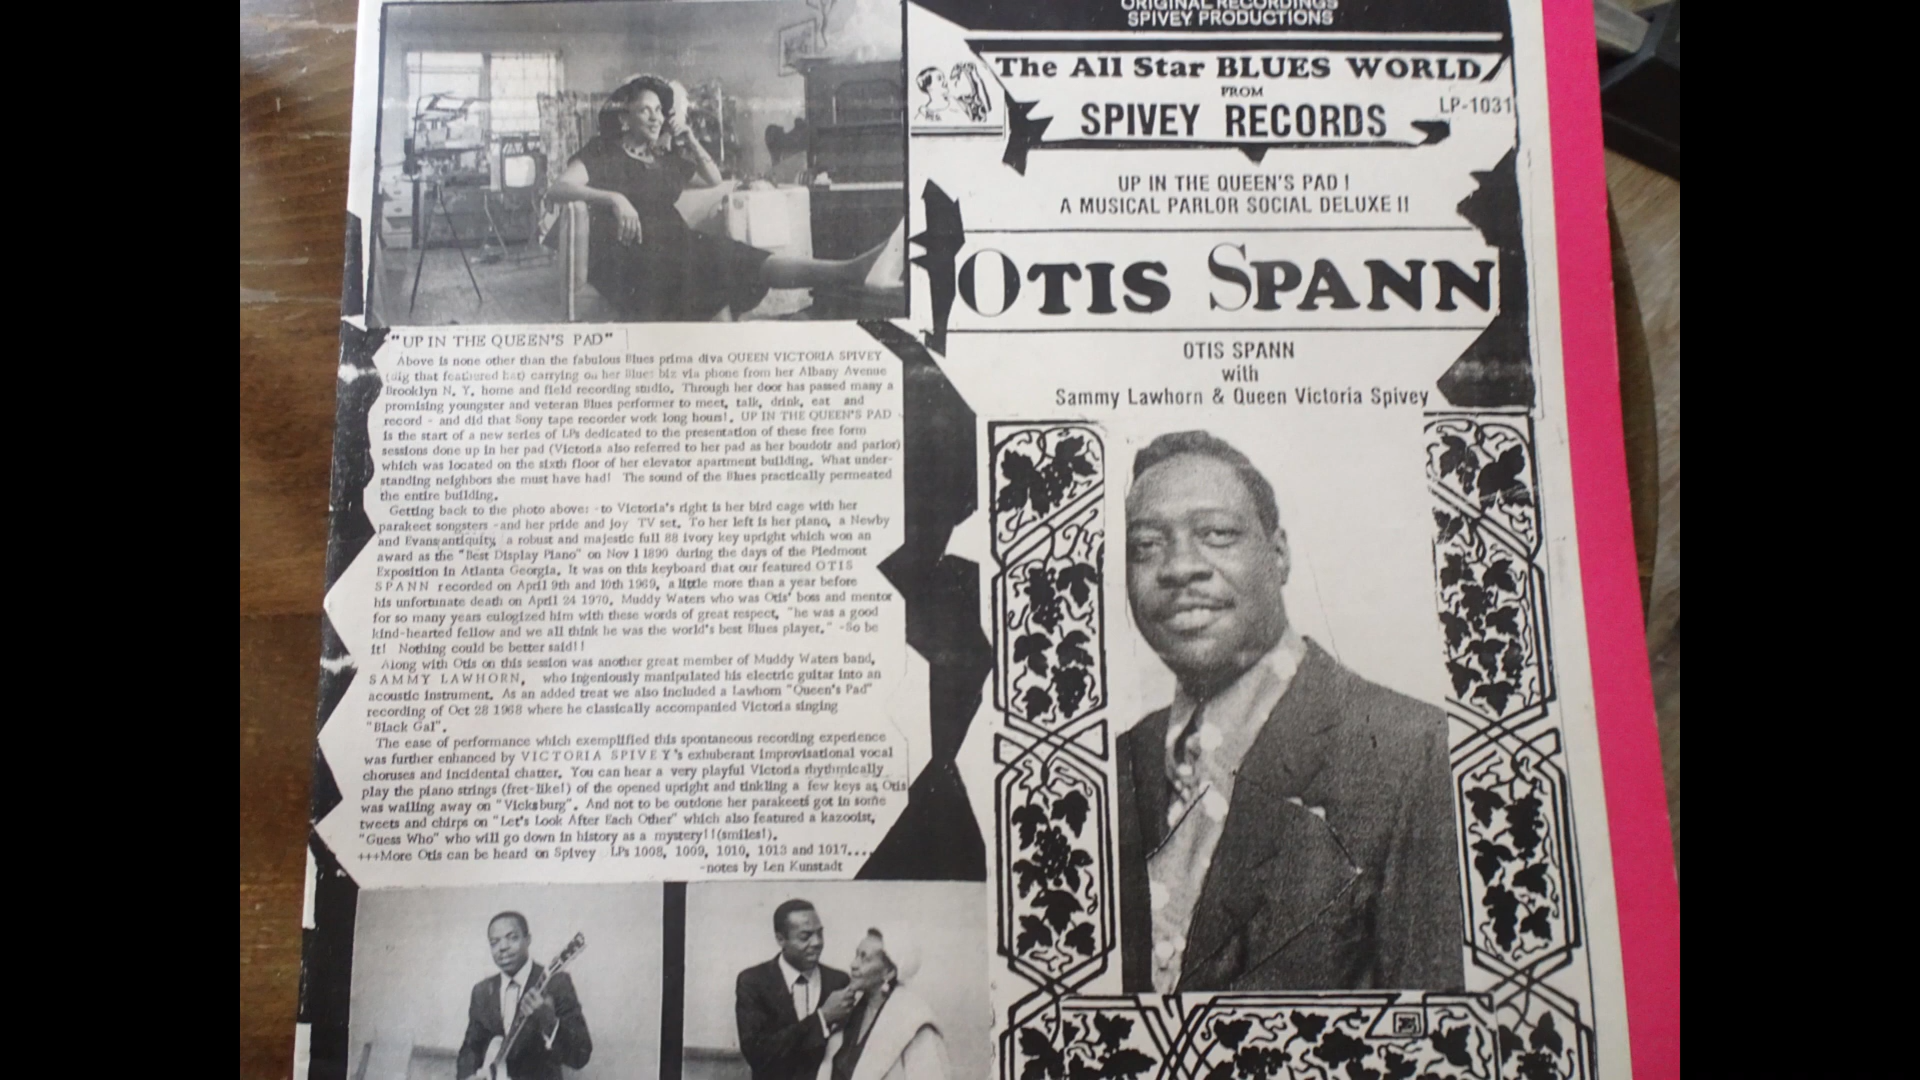 ORIGINAL RECORDINGS
SPIVEY PRODUCTIONS
The All Star BLUES WORLD
FROM
SPIVEY RECORDS
LP-1031
UP IN THE QUEEN'S PAD !
A MUSICAL PARLOR SOCIAL DELUXE !!
OTIS SPANN
OTIS SPANN
with
Sammy Lawhorn & Queen Victoria Spivey
"UP IN THE QUEEN'S PAD"
Above is none other than the fabulous Blues prima diva QUEEN VICTORIA SPIVEY
(dig that feathered hat) carrying on her Blues biz via phone from her Albany Avenue
Brooklyn N. Y. home and field recording studio. Through her door has passed many a
promising youngster and veteran Blues performer to meet, talk, drink, eat and
record - and did that Sony tape recorder work long hours!. UP IN THE QUEEN'S PAD
is the start of a new series of LPs dedicated to the presentation of these free form
sessions done up in her pad (Victoria also referred to her pad as her boudoir and parlor)
which was located on the sixth floor of her elevator apartment building. What under-
standing neighbors she must have had! The sound of the Blues practically permeated
the entire building.
Getting back to the photo above: -to Victoria's right is her bird cage with her
parakeet songsters -and her pride and joy TV set. To her left is her piano, a Newby
and Evans antiquity, a robust and majestic full 88 ivory key upright which won an
award as the "Best Display Piano" on Nov 1 1890 during the days of the Piedmont
Exposition in Atlanta Georgia. It was on this keyboard that our featured OTIS
SPANN recorded on April 9th and 10th 1969, a little more than a year before
his unfortunate death on April 24 1970. Muddy Waters who was Otis' boss and mentor
for so many years eulogized him with these words of great respect, "he was a good
kind-hearted fellow and we all think he was the world's best Blues player." -So be
it! Nothing could be better said!!
Along with Otis on this session was another great member of Muddy Waters band,
SAMMY LAWHORN, who ingeniously manipulated his electric guitar into an
acoustic instrument. As an added treat we also included a Lawhorn "Queen's Pad"
recording of Oct 28 1968 where he classically accompanied Victoria singing
"Black Gal".
The ease of performance which exemplified this spontaneous recording experience
was further enhanced by VICTORIA SPIVEY's exhuberant improvisational vocal
choruses and incidental chatter. You can hear a very playful Victoria rhythmically
play the piano strings (fret-like!) of the opened upright and tinkling a few keys as Otis
was wailing away on "Vicksburg". And not to be outdone her parakeets got in some
tweets and chirps on "Let's Look After Each Other" which also featured a kazooist,
"Guess Who" who will go down in history as a mystery!!(smiles!).
+++More Otis can be heard on Spivey LPs 1008, 1009, 1010, 1013 and 1017....
-notes by Len Kunstadt